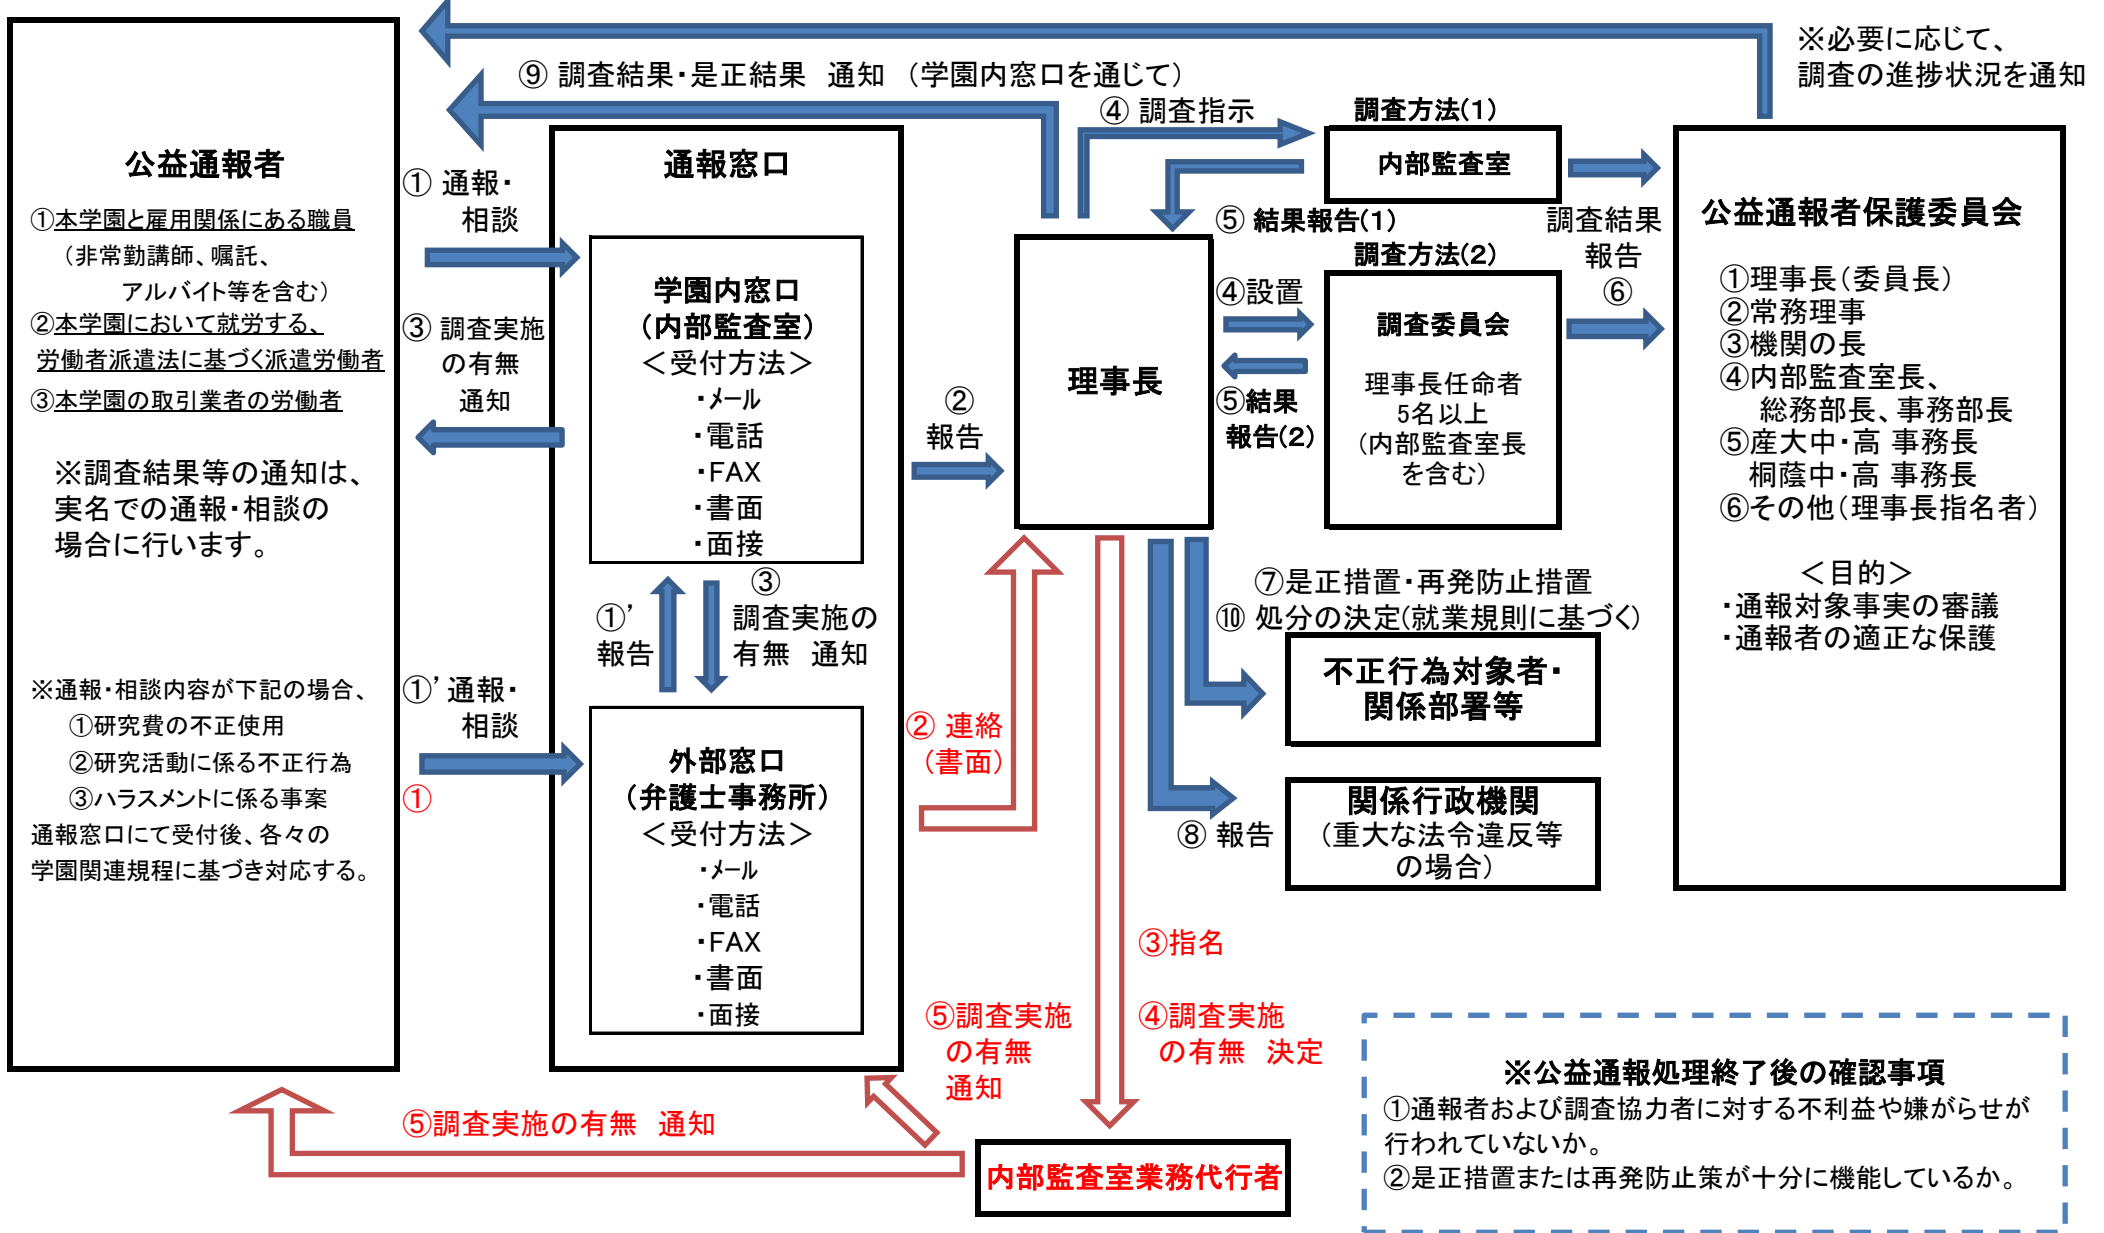 公益通報者
①本学園と雇用関係にある職員
（非常勤講師、嘱託、
アルバイト等を含む）
②本学園において就労する、
労働者派遣法に基づく派遣労働者
③本学園の取引業者の労働者
※調査結果等の通知は、
実名での通報・相談の
場合に行います。
※通報・相談内容が下記の場合、
①研究費の不正使用
②研究活動に係る不正行為
③ハラスメントに係る事案
通報窓口にて受付後、各々の
学園関連規程に基づき対応する。
① 通報・
相談
③ 調査実施
の有無
通知
①’通報・
相談
①
⑨ 調査結果・是正結果　通知　（学園内窓口を通じて）
通報窓口
学園内窓口
（内部監査室）
＜受付方法＞
・メール
・電話
・FAX
・書面
・面接
①’
報告
③
調査実施の
有無　通知
外部窓口
（弁護士事務所）
＜受付方法＞
・メール
・電話
・FAX
・書面
・面接
②
報告
② 連絡
（書面）
理事長
④ 調査指示
調査方法(1)
内部監査室
⑤ 結果報告(1)
調査方法(2)
④設置
⑤結果
報告(2)
調査委員会
理事長任命者
5名以上
(内部監査室長
を含む)
調査結果
報告
⑥
※必要に応じて、
調査の進捗状況を通知
公益通報者保護委員会
①理事長（委員長）
②常務理事
③機関の長
④内部監査室長、
総務部長、事務部長
⑤産大中・高 事務長
桐蔭中・高 事務長
⑥その他（理事長指名者）
＜目的＞
・通報対象事実の審議
・通報者の適正な保護
⑦是正措置・再発防止措置
⑩ 処分の決定(就業規則に基づく)
不正行為対象者・
関係部署等
⑧ 報告
関係行政機関
（重大な法令違反等
の場合）
③指名
④調査実施
の有無　決定
⑤調査実施
の有無
通知
⑤調査実施の有無　通知
内部監査室業務代行者
※公益通報処理終了後の確認事項
①通報者および調査協力者に対する不利益や嫌がらせが
行われていないか。
②是正措置または再発防止策が十分に機能しているか。